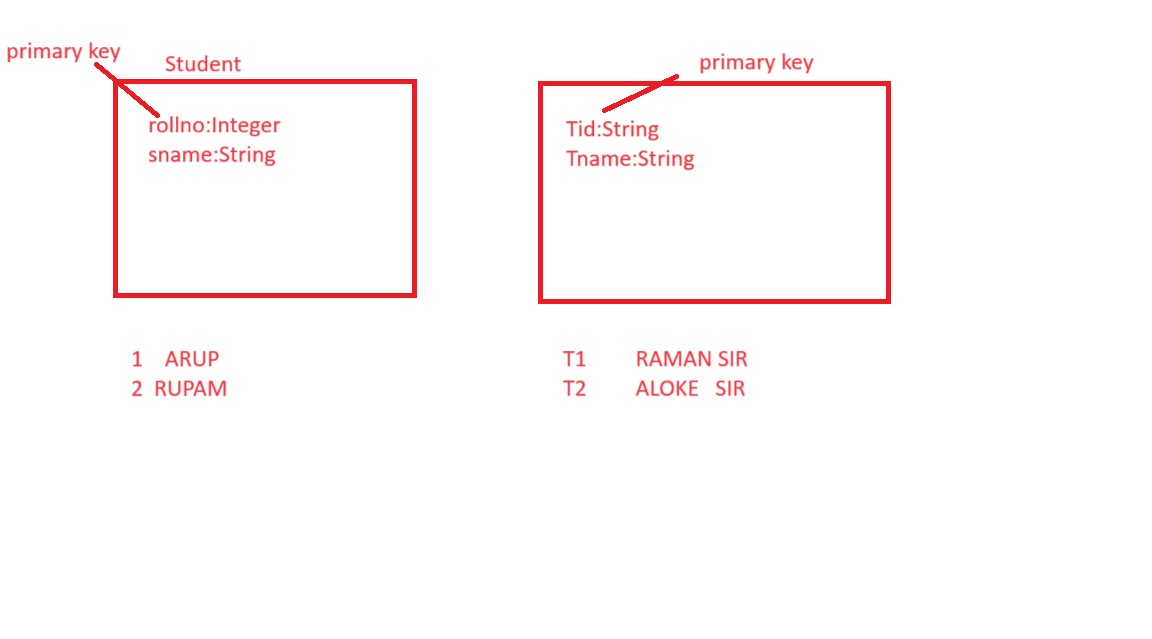 primary key
Student
rollno:Integer
sname:String
1 ARUP
2 RUPAM
primary key
Tid:String
Tname:String
T1 RAMAN SIR
T2 ALOKE SIR